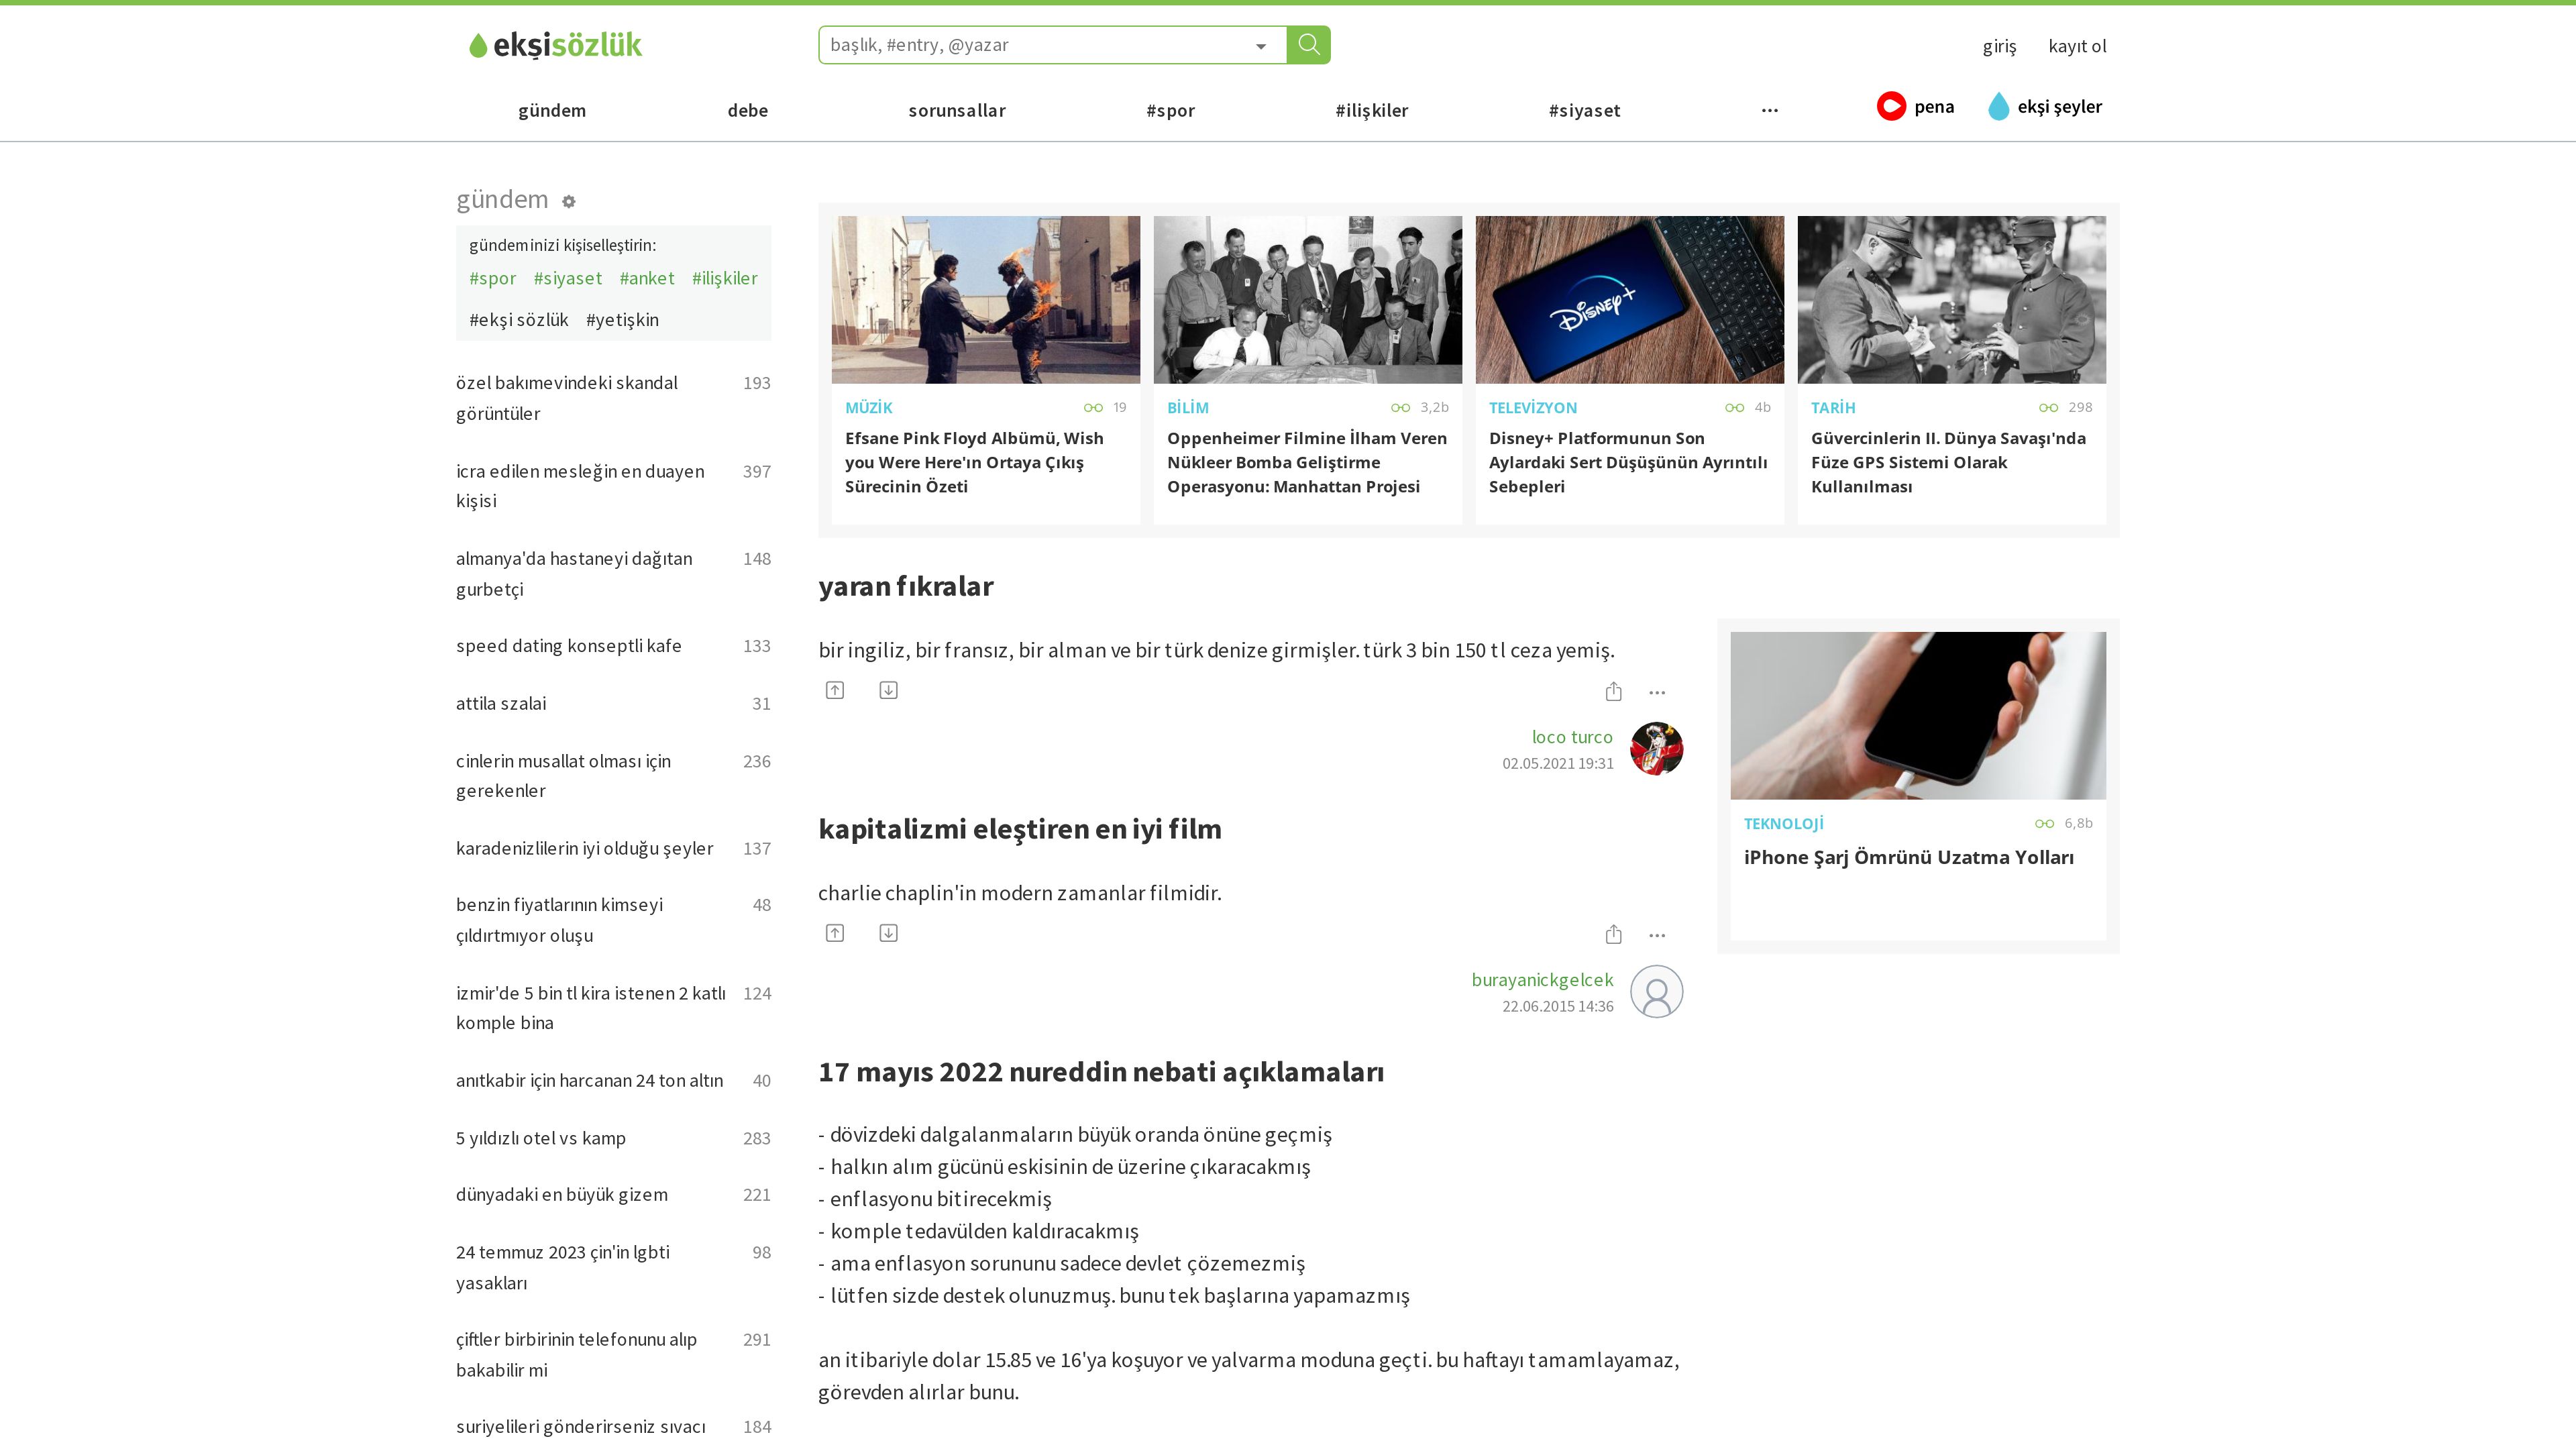 ekşisözlük
başlık, #entry, @yazar
giriş
kayıt ol
gündem
debe
sorunsallar
#spor
#ilişkiler
#siyaset
...
pena
ekşi şeyler
gündem
gündeminizi kişiselleştirin:
#spor #siyaset #anket #ilişkiler
#ekşi sözlük #yetişkin
özel bakımevindeki skandal 193
görüntüler
icra edilen mesleğin en duayen 397
kişisi
almanya'da hastaneyi dağıtan 148
gurbetçi
speed dating konseptli kafe 133
attila szalai 31
cinlerin musallat olması için 236
gerekenler
karadenizlilerin iyi olduğu şeyler 137
benzin fiyatlarının kimseyi 48
çıldırtmıyor oluşu
izmir'de 5 bin tl kira istenen 2 katlı 124
komple bina
anıtkabir için harcanan 24 ton altın 40
5 yıldızlı otel vs kamp 283
dünyadaki en büyük gizem 221
24 temmuz 2023 çin'in lgbti 98
yasakları
çiftler birbirinin telefonunu alıp 291
bakabilir mi
suriyelileri gönderirseniz sıvacı 184
MÜZİK 19
Efsane Pink Floyd Albümü, Wish
you Were Here'ın Ortaya Çıkış
Sürecinin Özeti
BİLİM 3,2b
Oppenheimer Filmine İlham Veren
Nükleer Bomba Geliştirme
Operasyonu: Manhattan Projesi
Disney+
TELEVİZYON 4b
Disney+ Platformunun Son
Aylardaki Sert Düşüşünün Ayrıntılı
Sebepleri
TARİH 298
Güvercinlerin II. Dünya Savaşı'nda
Füze GPS Sistemi Olarak
Kullanılması
yaran fıkralar
bir ingiliz, bir fransız, bir alman ve bir türk denize girmişler. türk 3 bin 150 tl ceza yemiş.
loco turco
02.05.2021 19:31
kapitalizmi eleştiren en iyi film
charlie chaplin'in modern zamanlar filmidir.
burayanickgelcek
22.06.2015 14:36
17 mayıs 2022 nureddin nebati açıklamaları
- dövizdeki dalgalanmaların büyük oranda önüne geçmiş
- halkın alım gücünü eskisinin de üzerine çıkaracakmış
- enflasyonu bitirecekmiş
- komple tedavülden kaldıracakmış
- ama enflasyon sorununu sadece devlet çözemezmiş
- lütfen sizde destek olunuzmuş. bunu tek başlarına yapamazmış
an itibariyle dolar 15.85 ve 16'ya koşuyor ve yalvarma moduna geçti. bu haftayı tamamlayamaz,
görevden alırlar bunu.
TEKNOLOJİ 6,8b
iPhone Şarj Ömrünü Uzatma Yolları